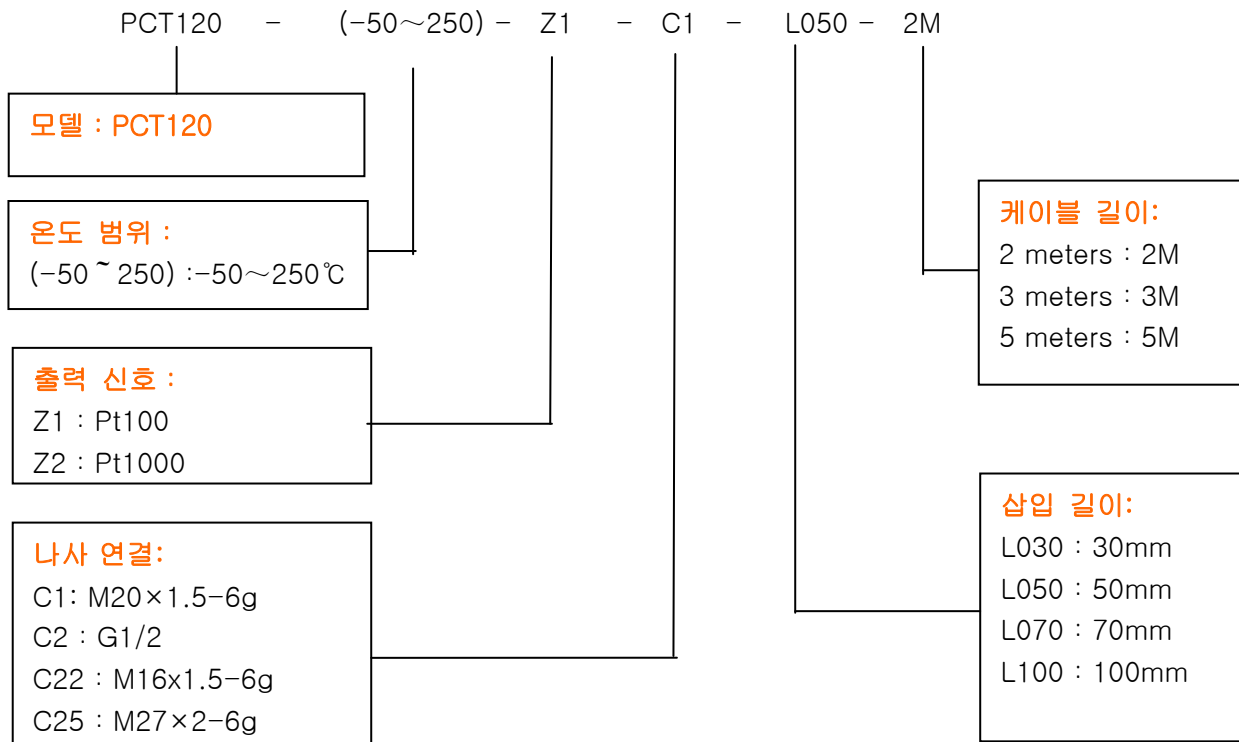 PCT120 - (-50～250) - Z1 - C1 - L050 - 2M
모델 : PCT120
온도 범위 :
(-50 ~ 250) :-50～250℃
출력 신호 :
Z1 : Pt100
Z2 : Pt1000
나사 연결:
C1: M20×1.5-6g
C2 : G1/2
C22 : M16x1.5-6g
C25 : M27×2-6g
케이블 길이:
2 meters : 2M
3 meters : 3M
5 meters : 5M
삽입 길이:
L030 : 30mm
L050 : 50mm
L070 : 70mm
L100 : 100mm